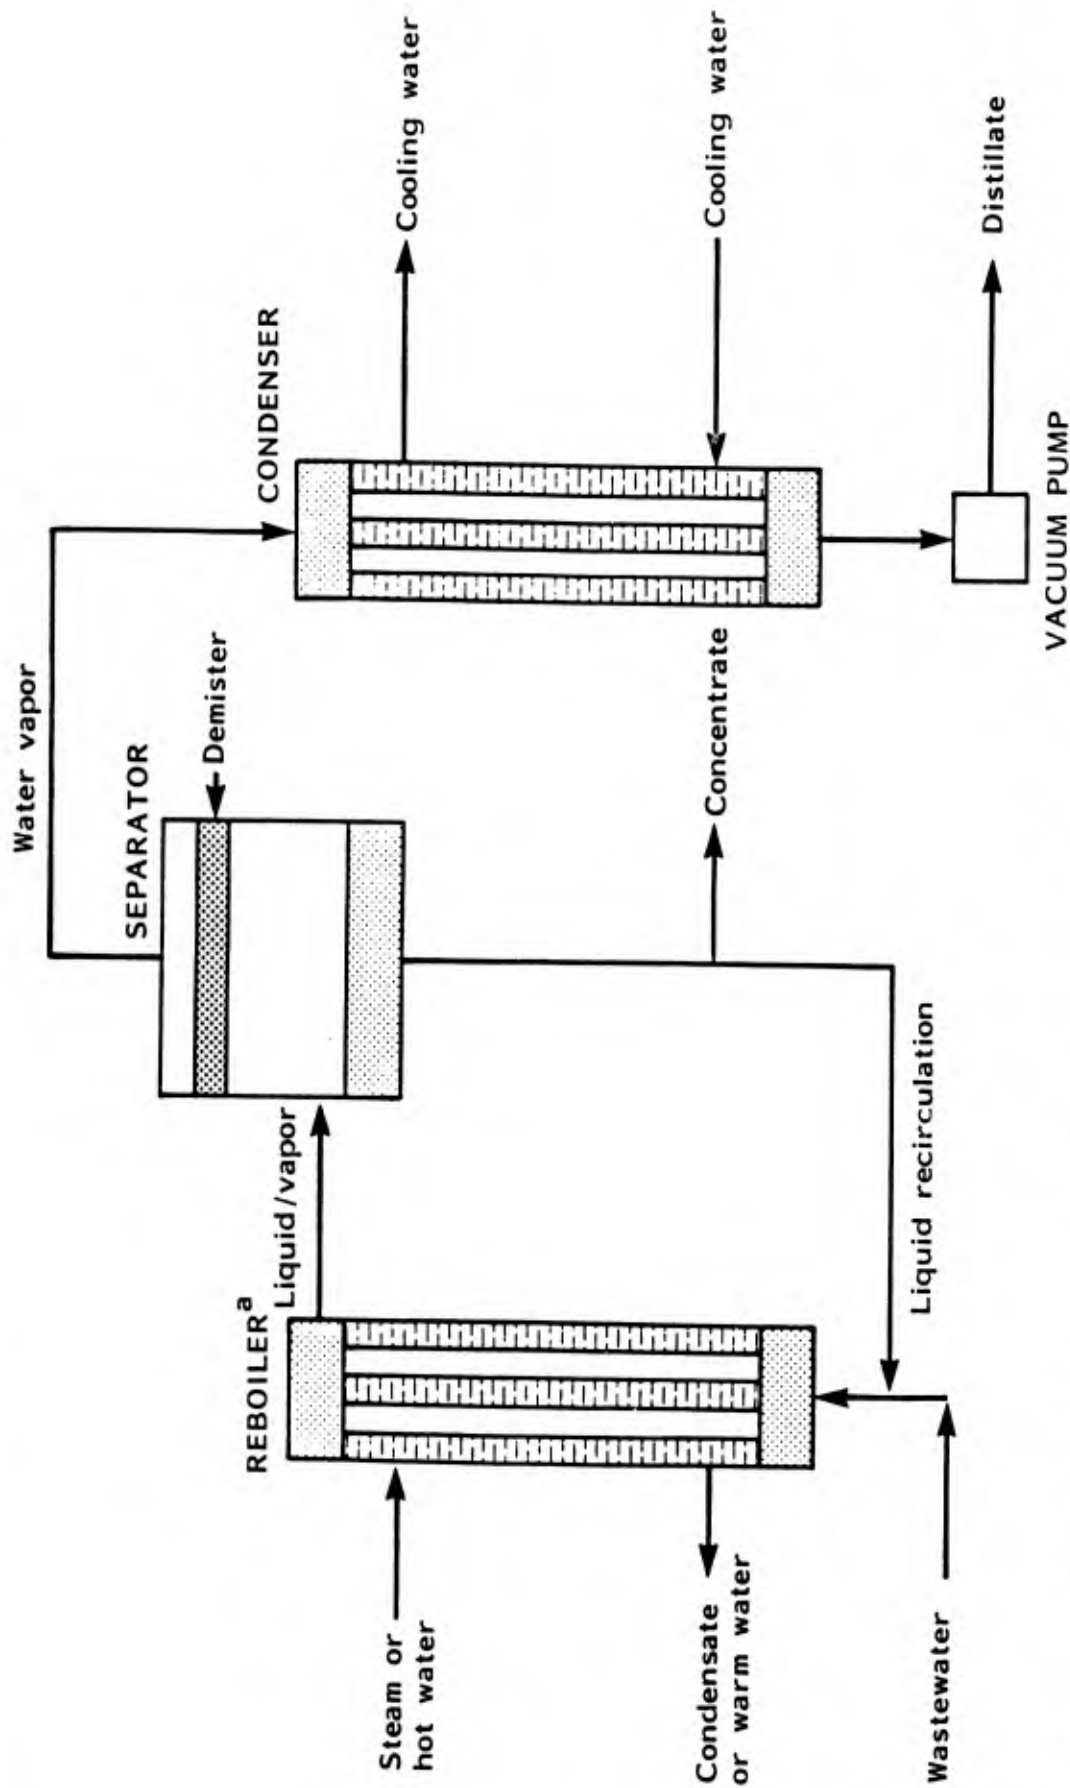 Water vapor
SEPARATOR
Demister
CONDENSER
Cooling water
REBOILERª
Liquid/vapor
Steam or
hot water
Condensate
or warm water
Concentrate
Cooling water
Wastewater
Liquid recirculation
Distillate
VACUUM PUMP